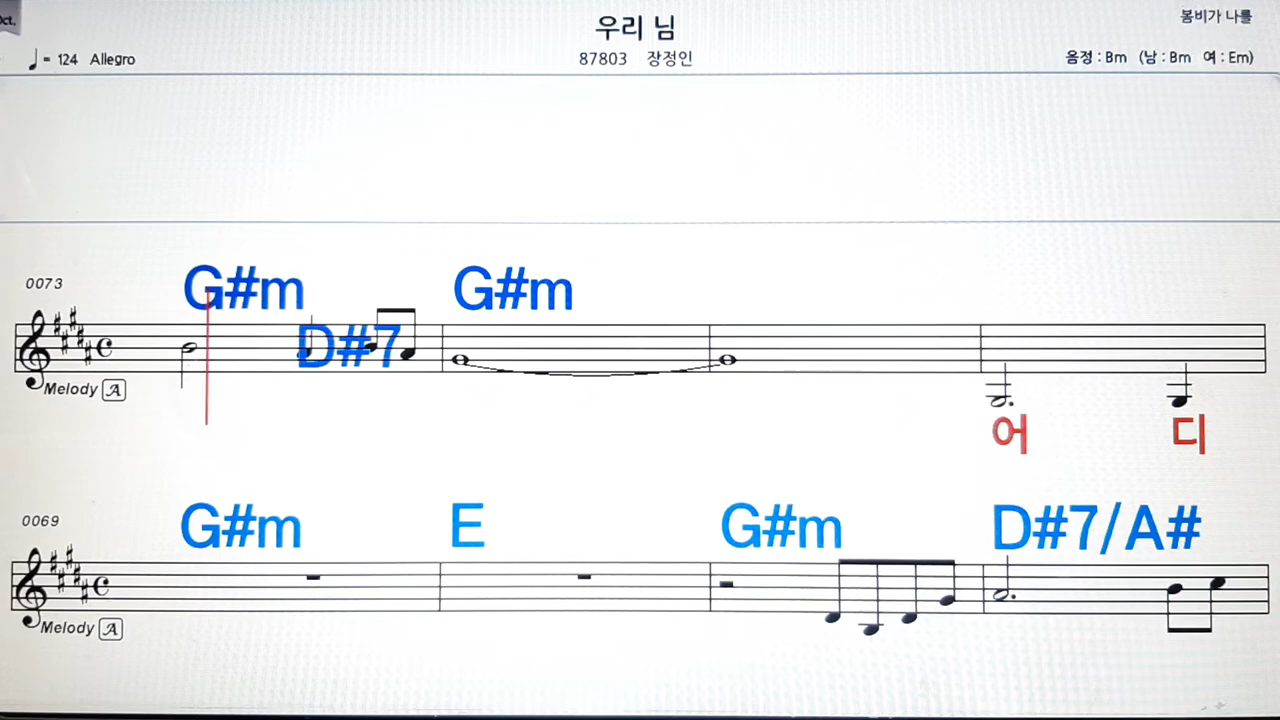 Oct.
우리 님
봄비가 나를
♩ = 124 Allegro
87803 장정인
음정 : Bm (남 : Bm 여 : Em)
0073
G#m G#m
D#7
Melody A
어 디
0069
G#m E G#m D#7/A#
Melody A